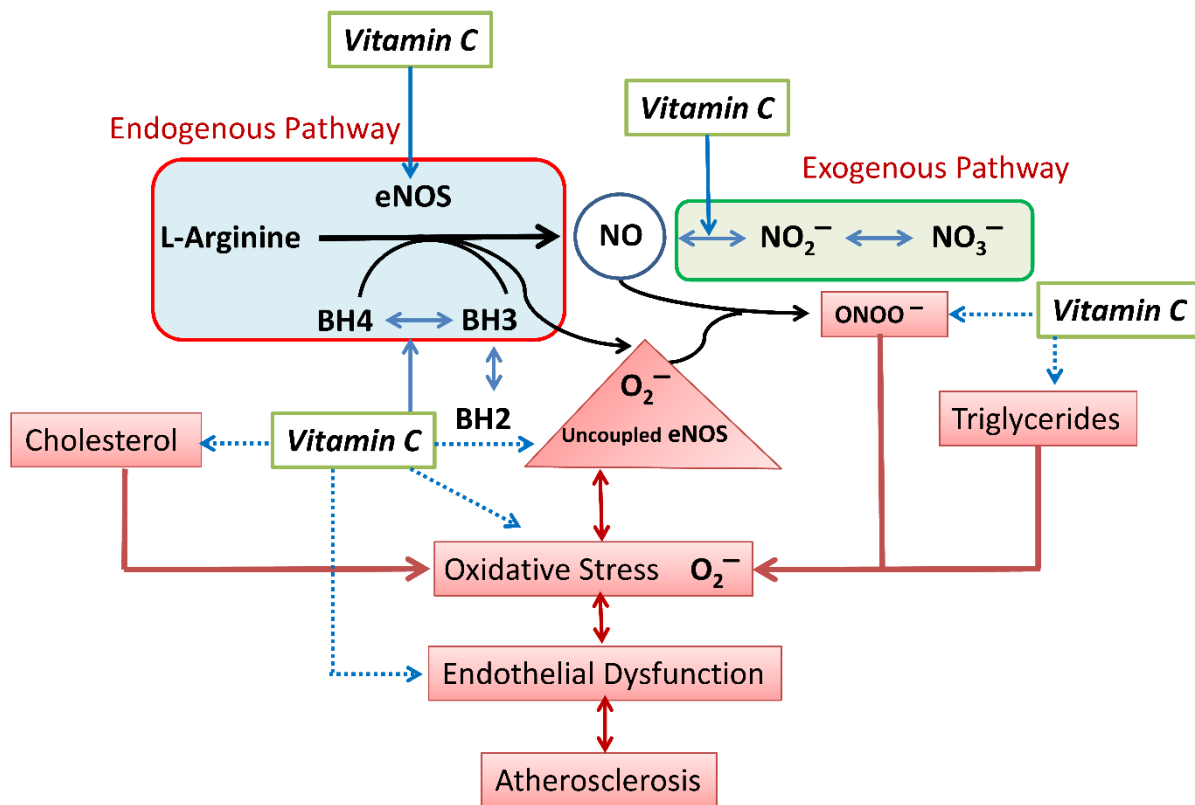 Vitamin C
Vitamin C
Endogenous Pathway
Exogenous Pathway
eNOS
L-Arginine
NO
NO₂⁻
NO₃⁻
BH4
BH3
ONOO⁻
Vitamin C
O₂⁻
Uncoupled eNOS
BH2
Cholesterol
Vitamin C
Triglycerides
Oxidative Stress O₂⁻
Endothelial Dysfunction
Atherosclerosis